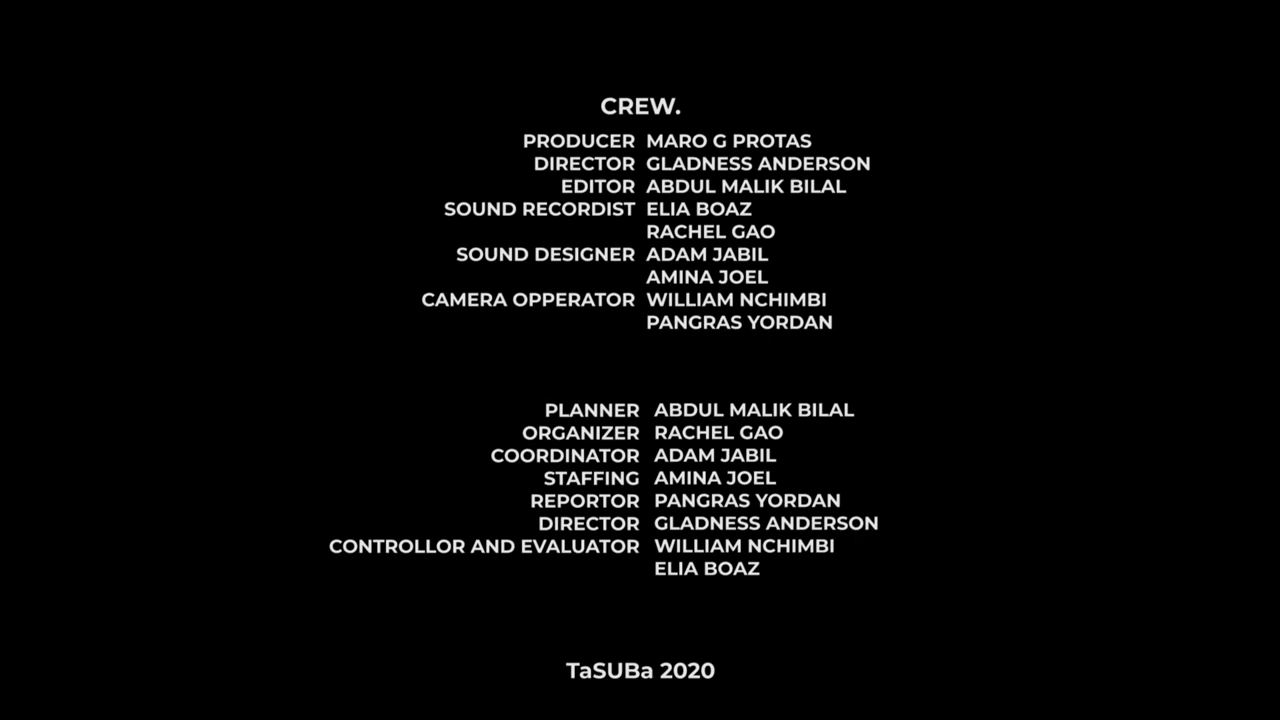 CREW.
PRODUCER MARO G PROTAS
DIRECTOR GLADNESS ANDERSON
EDITOR ABDUL MALIK BILAL
SOUND RECORDIST ELIA BOAZ
RACHEL GAO
SOUND DESIGNER ADAM JABIL
AMINA JOEL
CAMERA OPPERATOR WILLIAM NCHIMBI
PANGRAS YORDAN
PLANNER ABDUL MALIK BILAL
ORGANIZER RACHEL GAO
COORDINATOR ADAM JABIL
STAFFING AMINA JOEL
REPORTOR PANGRAS YORDAN
DIRECTOR GLADNESS ANDERSON
CONTROLLOR AND EVALUATOR WILLIAM NCHIMBI
ELIA BOAZ
TaSUBa 2020